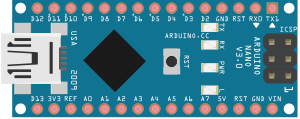 D12 D11 D10 D9 D8 D7 D6 D5 D4 D3 D2 GND RST RX0 TX1
ICSP
TX
RX
PWR
L
ARDUINO.CC
RST
USA
2009
ARDUINO
NANO
V3.0
D13 3V3 REF A0 A1 A2 A3 A4 A5 A6 A7 5V RST GND VIN